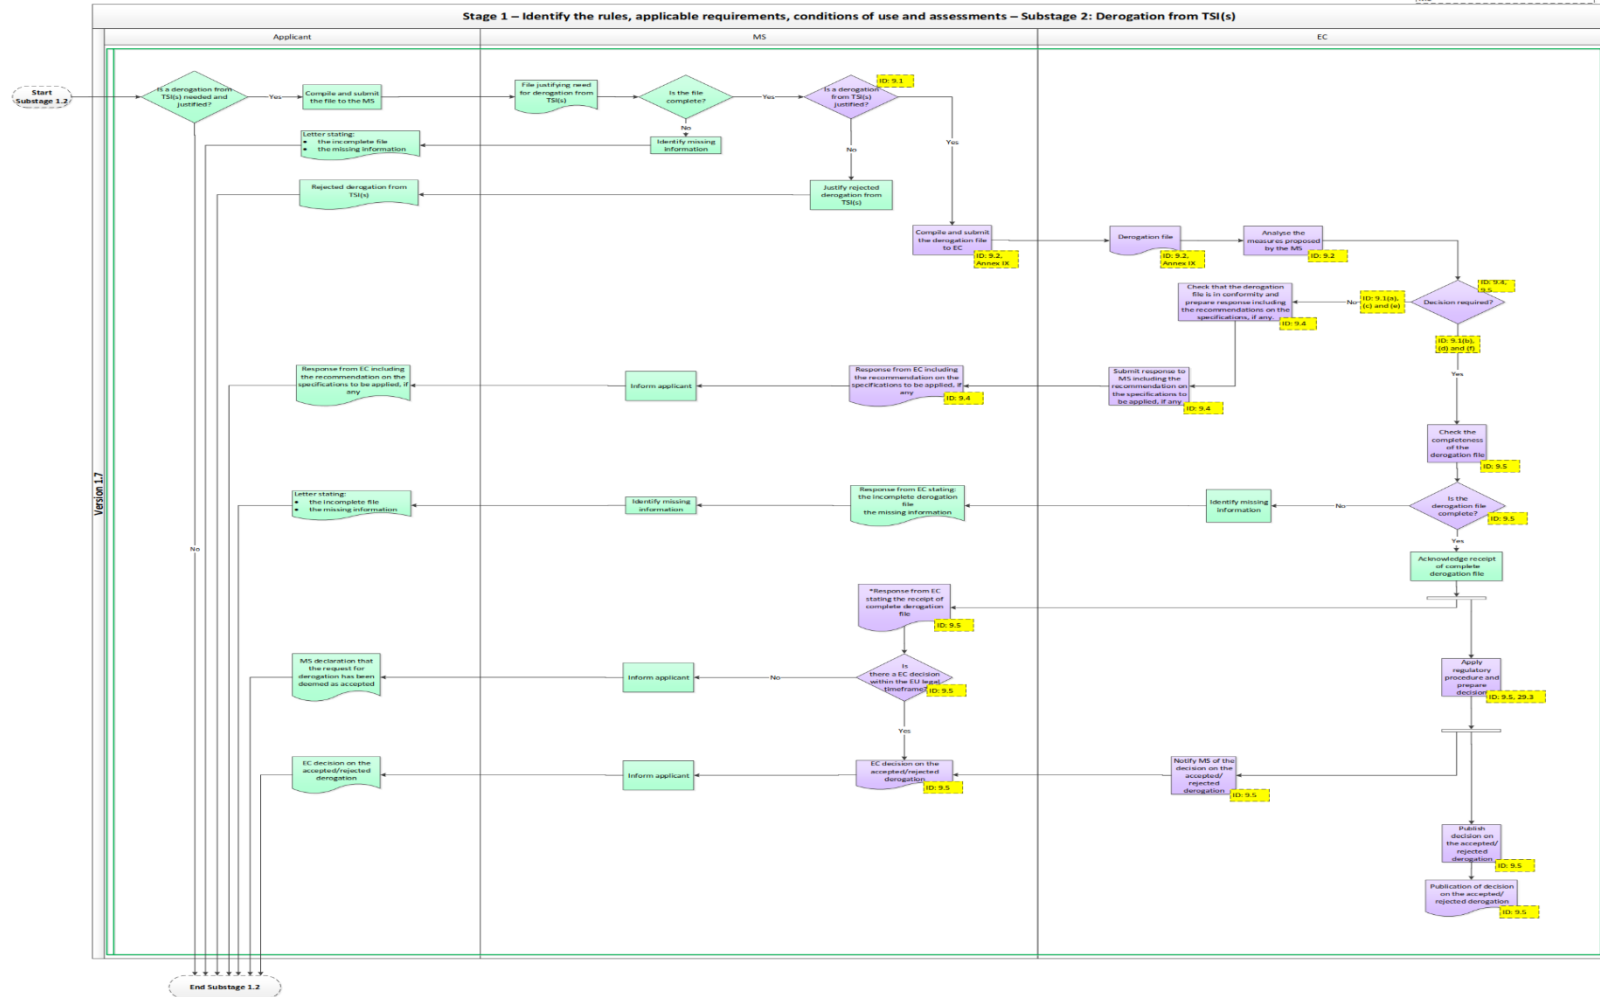 Stage 1 – Identify the rules, applicable requirements, conditions of use and assessments – Substage 2: Derogation from TSI(s)
Applicant
MS
EC
Version 1.7
Start
Substage 1.2
Is a derogation from
TSI(s) needed and
justified?
Yes
Compile and submit
the file to the MS
File justifying need
for derogation from
TSI(s)
Is the file
complete?
Yes
Is a derogation
from TSI(s)
justified?
ID: 9.1
No
Identify missing
information
Letter stating:
• the incomplete file
• the missing information
No
Yes
Justify rejected
derogation from
TSI(s)
Rejected derogation from
TSI(s)
Compile and submit
the derogation file
to EC
ID: 9.2,
Annex IX
Derogation file
ID: 9.2,
Annex IX
Analyse the
measures proposed
by the MS
ID: 9.2
Decision required?
ID: 9.4,
9.5
No
ID: 9.1(a),
(c) and (e)
Check that the derogation
file is in conformity and
prepare response including
the recommendations on the
specifications, if any.
ID: 9.4
ID: 9.1(b),
(d) and (f)
Yes
Submit response to
MS including the
recommendation on
the specifications to
be applied, if any
ID: 9.4
Response from EC including
the recommendation on the
specifications to be applied, if
any
ID: 9.4
Inform applicant
Response from EC including
the recommendation on the
specifications to be applied, if
any
Check the
completeness
of the
derogation file
ID: 9.5
Is the
derogation file
complete?
ID: 9.5
No
Identify missing
information
Response from EC stating:
the incomplete derogation
file
the missing information
Identify missing
information
Letter stating:
• the incomplete file
• the missing information
Yes
Acknowledge receipt
of complete
derogation file
No
*Response from EC
stating the receipt of
complete derogation
file
ID: 9.5
Is
there a EC decision
within the EU legal
timeframe?
ID: 9.5
No
Inform applicant
MS declaration that
the request for
derogation has been
deemed as accepted
Apply
regulatory
procedure and
prepare
decision
ID: 9.5, 29.3
Yes
EC decision on the
accepted/rejected
derogation
ID: 9.5
Inform applicant
EC decision on the
accepted/rejected
derogation
Notify MS of the
decision on the
accepted/
rejected
derogation
ID: 9.5
Publish
decision on
the accepted/
rejected
derogation
ID: 9.5
Publication of decision
on the accepted/
rejected derogation
ID: 9.5
End Substage 1.2